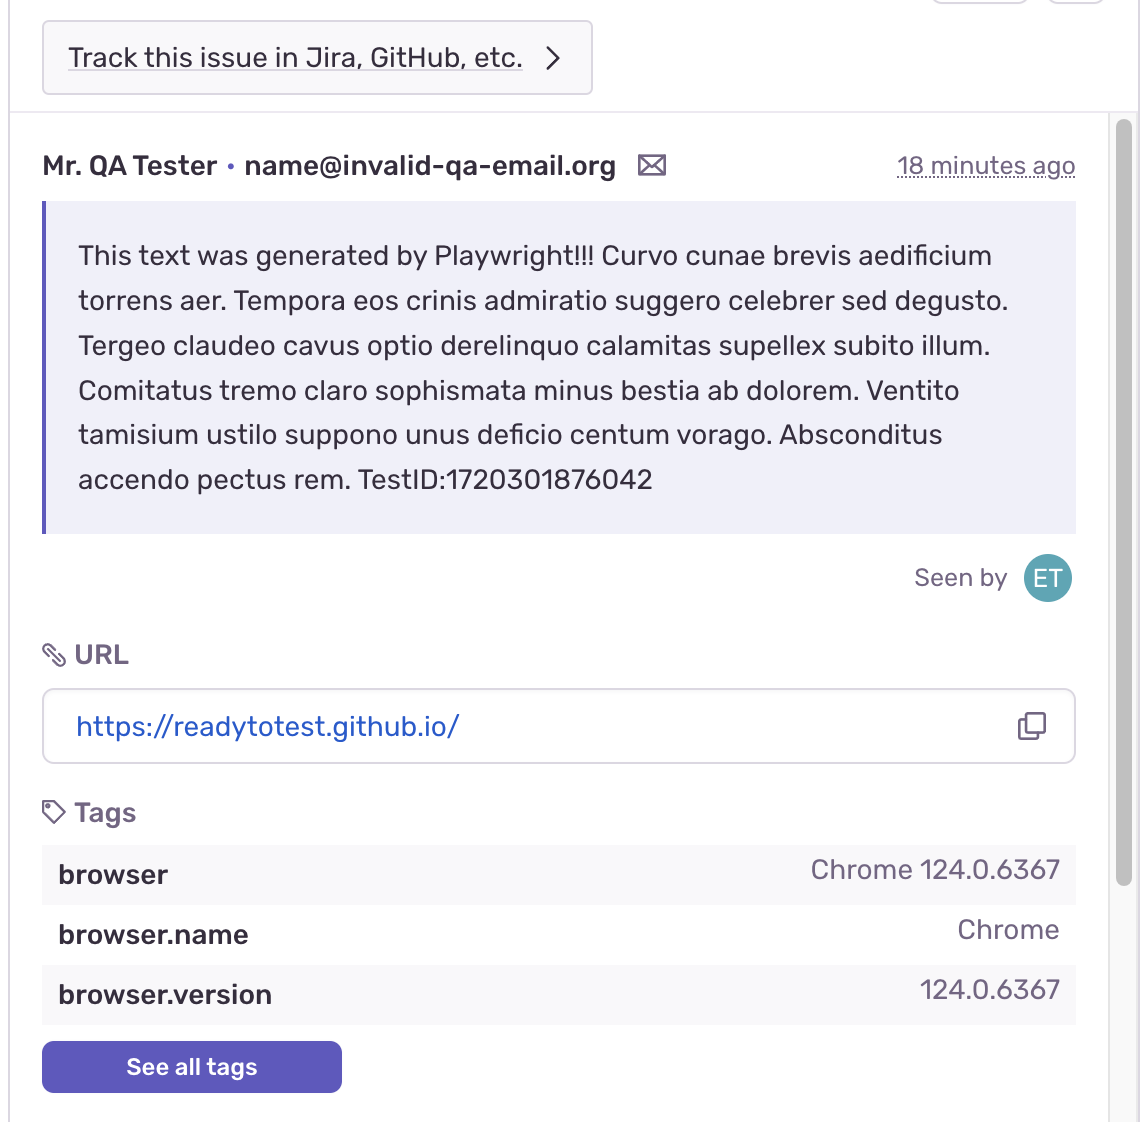 Track this issue in Jira, GitHub, etc.
Mr. QA Tester • name@invalid-qa-email.org
18 minutes ago
This text was generated by Playwright!!! Curvo cunae brevis aedificium
torrens aer. Tempora eos crinis admiratio suggero celebrer sed degusto.
Tergeo claudeo cavus optio derelinquo calamitas supellex subito illum.
Comitatus tremo claro sophismata minus bestia ab dolorem. Ventito
tamisium ustilo suppono unus deficio centum vorago. Absconditus
accendo pectus rem. TestID:1720301876042
Seen by ET
URL
https://readytotest.github.io/
Tags
browser Chrome 124.0.6367
browser.name Chrome
browser.version 124.0.6367
See all tags